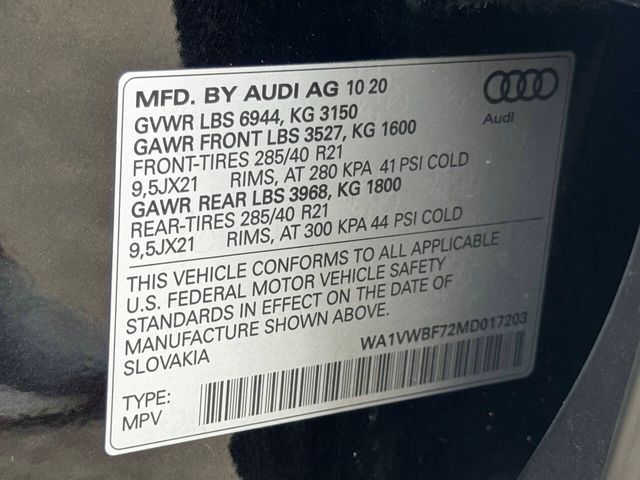 MFD. BY AUDI AG 10 20
GVWR LBS 6944, KG 3150
GAWR FRONT LBS 3527, KG 1600
FRONT-TIRES 285/40 R21
9,5JX21 RIMS, AT 280 KPA 41 PSI COLD
GAWR REAR LBS 3968, KG 1800
REAR-TIRES 285/40 R21
9,5JX21 RIMS, AT 300 KPA 44 PSI COLD
Audi
THIS VEHICLE CONFORMS TO ALL APPLICABLE
U.S. FEDERAL MOTOR VEHICLE SAFETY
STANDARDS IN EFFECT ON THE DATE OF
MANUFACTURE SHOWN ABOVE.
SLOVAKIA
WA1VWBF72MD017203
TYPE:
MPV